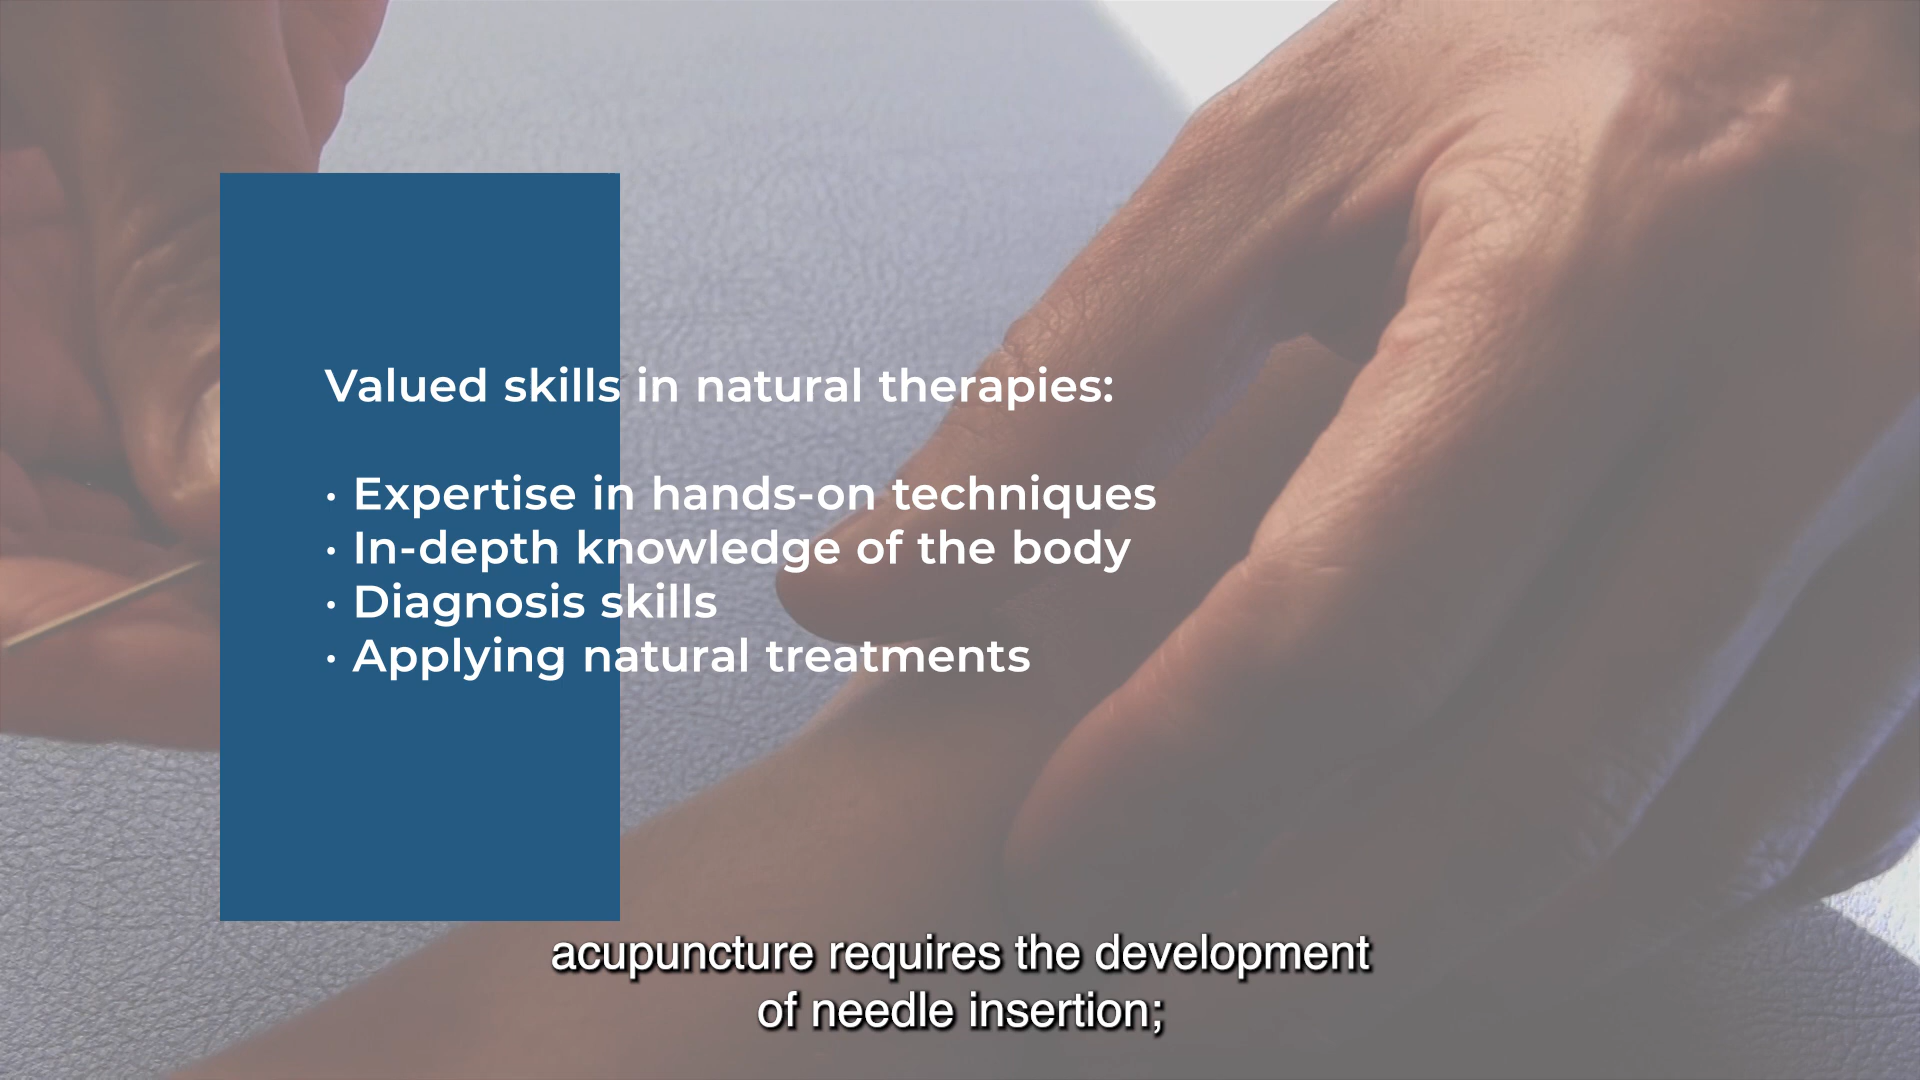 Valued skills in natural therapies:
· Expertise in hands-on techniques
· In-depth knowledge of the body
· Diagnosis skills
· Applying natural treatments
acupuncture requires the development
of needle insertion;